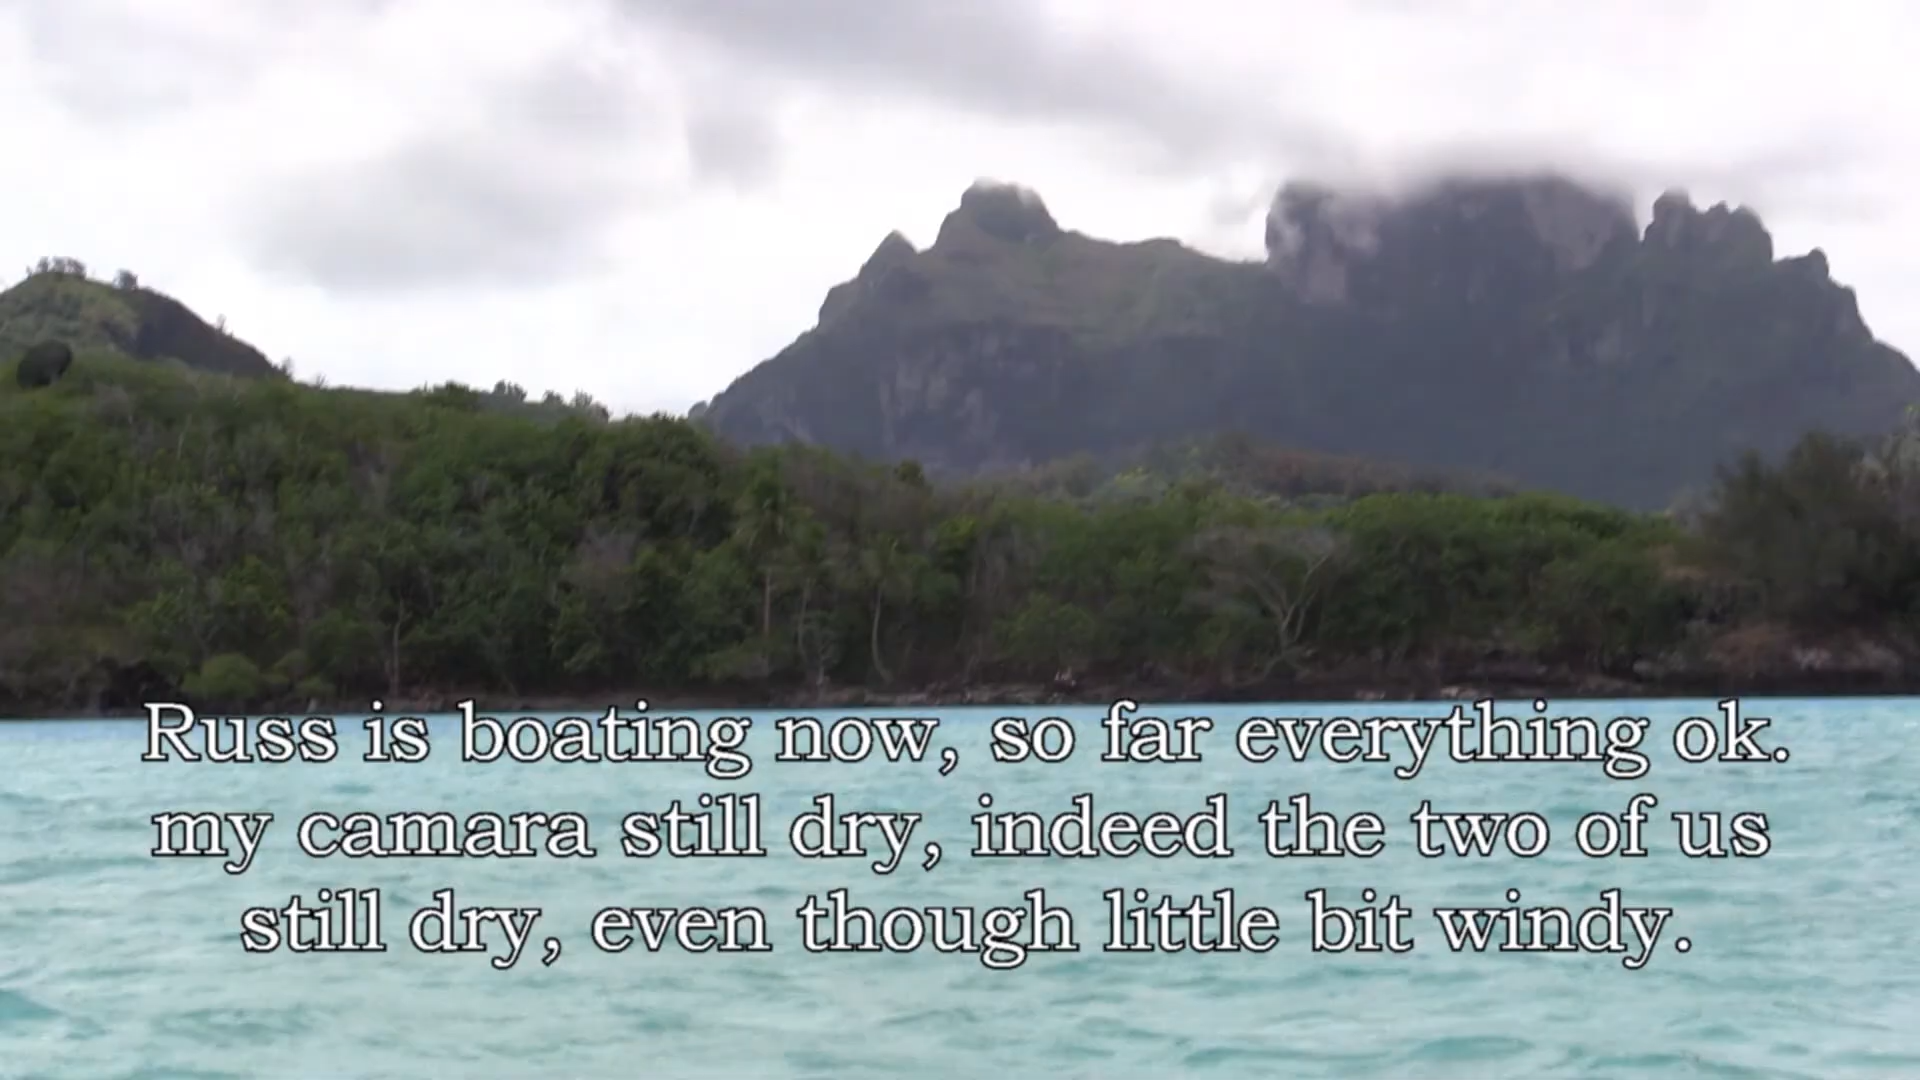 Russ is boating now, so far everything ok.
my camara still dry, indeed the two of us
still dry, even though little bit windy.